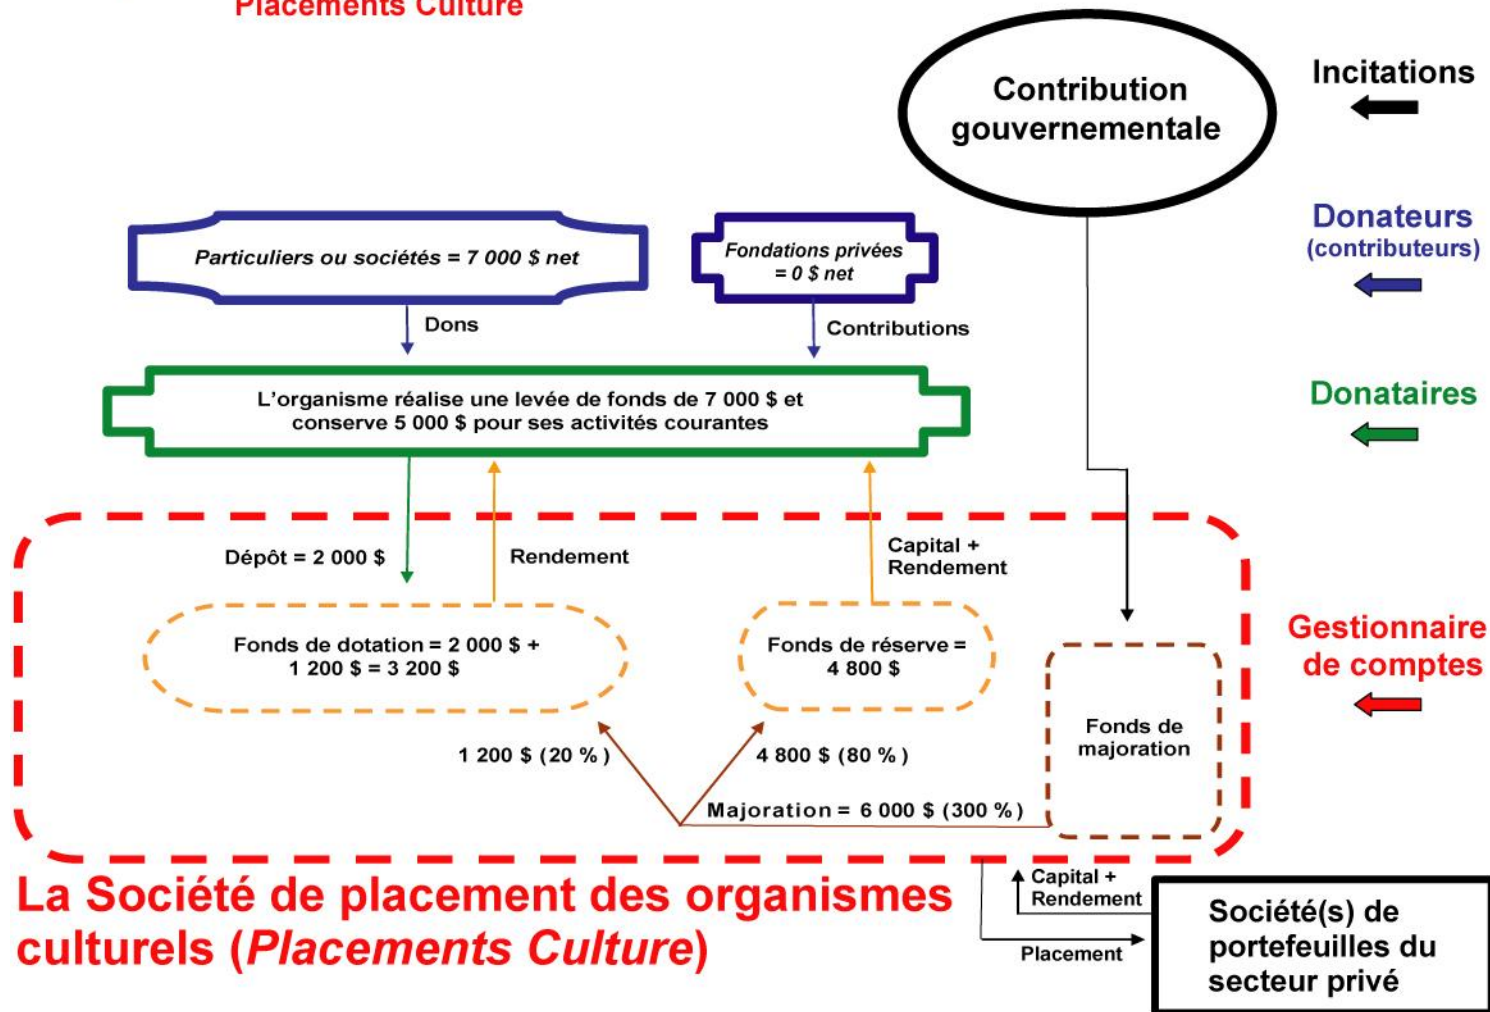 Placements Culture
Contribution
gouvernementale
Incitations
Donateurs
(contributeurs)
Particuliers ou sociétés = 7 000 $ net
Fondations privées
= 0 $ net
Dons
Contributions
L'organisme réalise une levée de fonds de 7 000 $ et
conserve 5 000 $ pour ses activités courantes
Donataires
Dépôt = 2 000 $
Rendement
Capital +
Rendement
Fonds de dotation = 2 000 $ +
1 200 $ = 3 200 $
Fonds de réserve =
4 800 $
Gestionnaire
de comptes
Fonds de
majoration
1 200 $ (20 %)
4 800 $ (80 %)
Majoration = 6 000 $ (300 %)
La Société de placement des organismes
culturels (Placements Culture)
Capital +
Rendement
Placement
Société(s) de
portefeuilles du
secteur privé